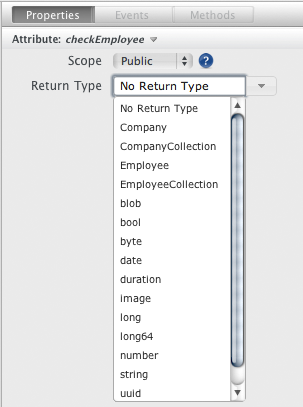 Properties Events Methods
Attribute: checkEmployee
Scope Public ?
Return Type No Return Type
No Return Type
Company
CompanyCollection
Employee
EmployeeCollection
blob
bool
byte
date
duration
image
long
long64
number
string
uuid